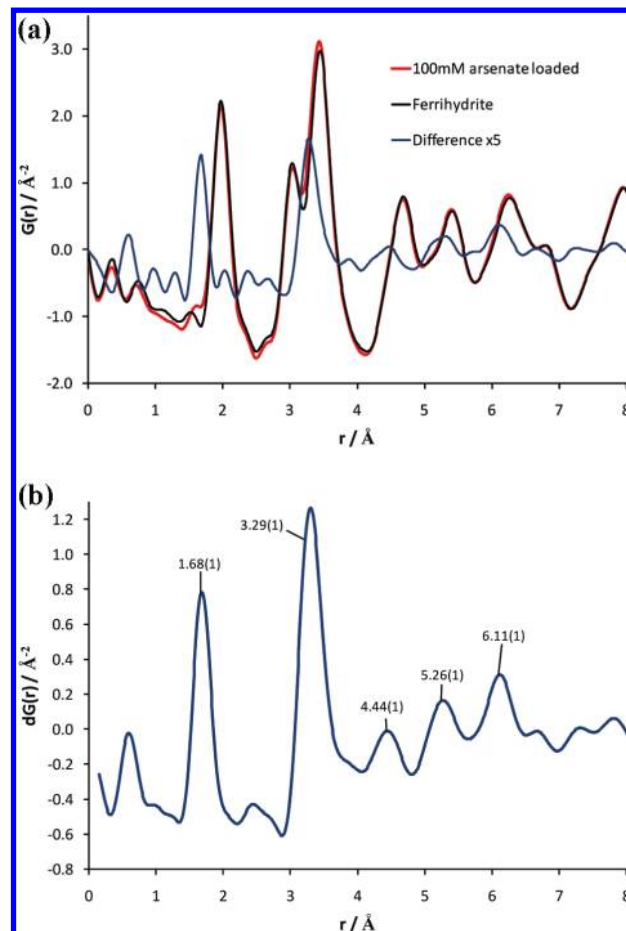 (a)
3.0
2.0
1.0
0.0
-1.0
-2.0
G(r) / Å⁻²
100mM arsenate loaded
Ferrihydrite
Difference x5
0 1 2 3 4 5 6 7 8
r / Å
(b)
1.2
1.0
0.8
0.6
0.4
0.2
0.0
-0.2
-0.4
-0.6
-0.8
dG(r) / Å⁻²
3.29(1)
1.68(1)
4.44(1)
5.26(1)
6.11(1)
0 1 2 3 4 5 6 7 8
r / Å